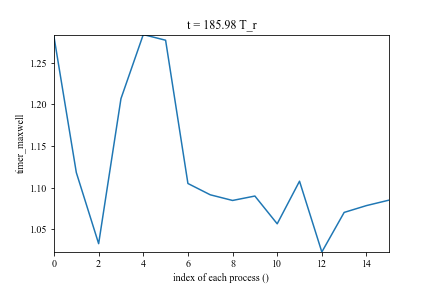 t = 185.98 T_r
timer_maxwell
1.25
1.20
1.15
1.10
1.05
0 2 4 6 8 10 12 14
index of each process ()